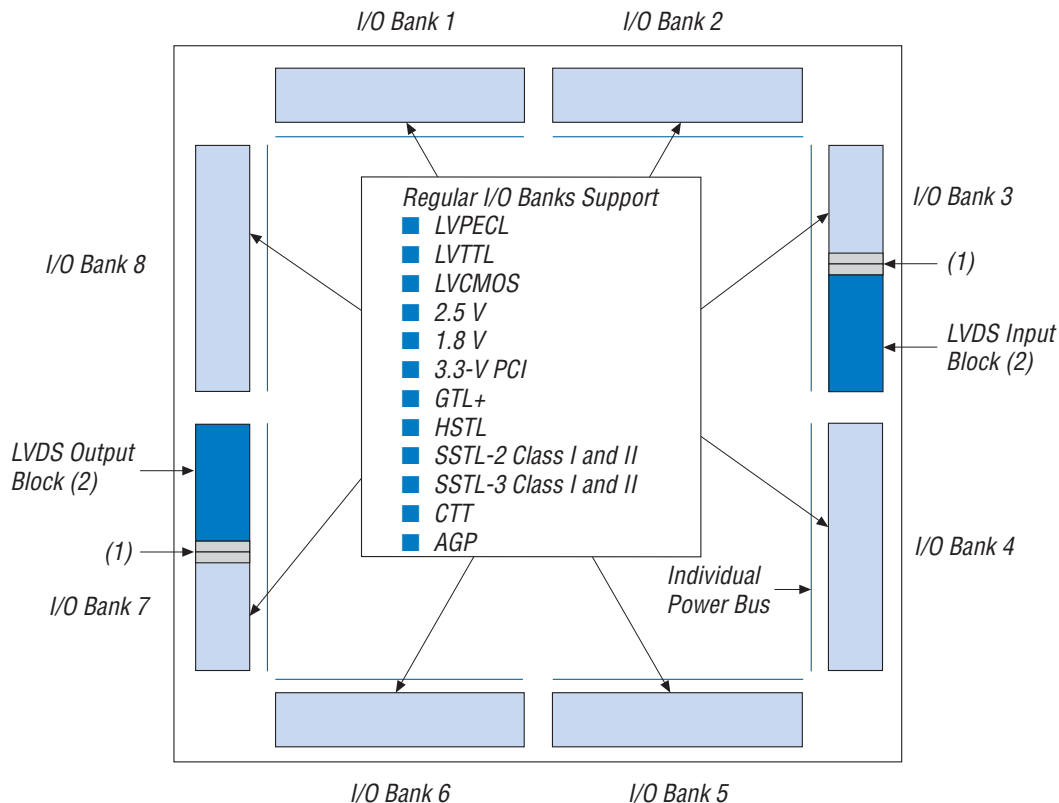 I/O Bank 1
I/O Bank 2
Regular I/O Banks Support
LVPECL
LVTTL
LVCMOS
2.5 V
1.8 V
3.3-V PCI
GTL+
HSTL
SSTL-2 Class I and II
SSTL-3 Class I and II
CTT
AGP
I/O Bank 8
I/O Bank 3
(1)
LVDS Input
Block (2)
LVDS Output
Block (2)
(1)
I/O Bank 7
I/O Bank 4
Individual
Power Bus
I/O Bank 6
I/O Bank 5